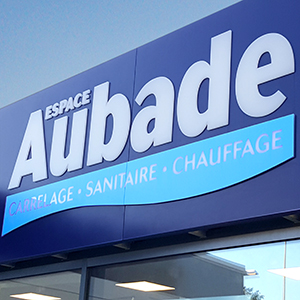 ESPACE
Aubade
CARRELAGE • SANITAIRE • CHAUFFAGE